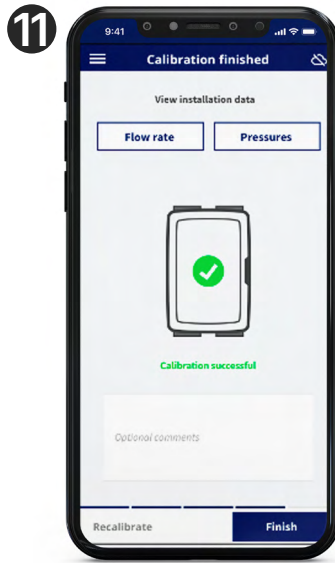 11
9:41
Calibration finished
View installation data
Flow rate Pressures
Calibration successful
Optional comments
Recalibrate Finish